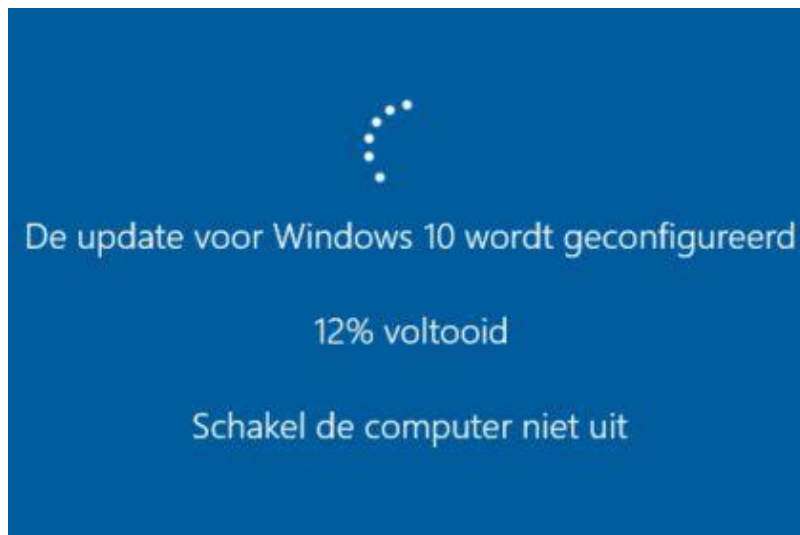 De update voor Windows 10 wordt geconfigureerd
12% voltooid
Schakel de computer niet uit